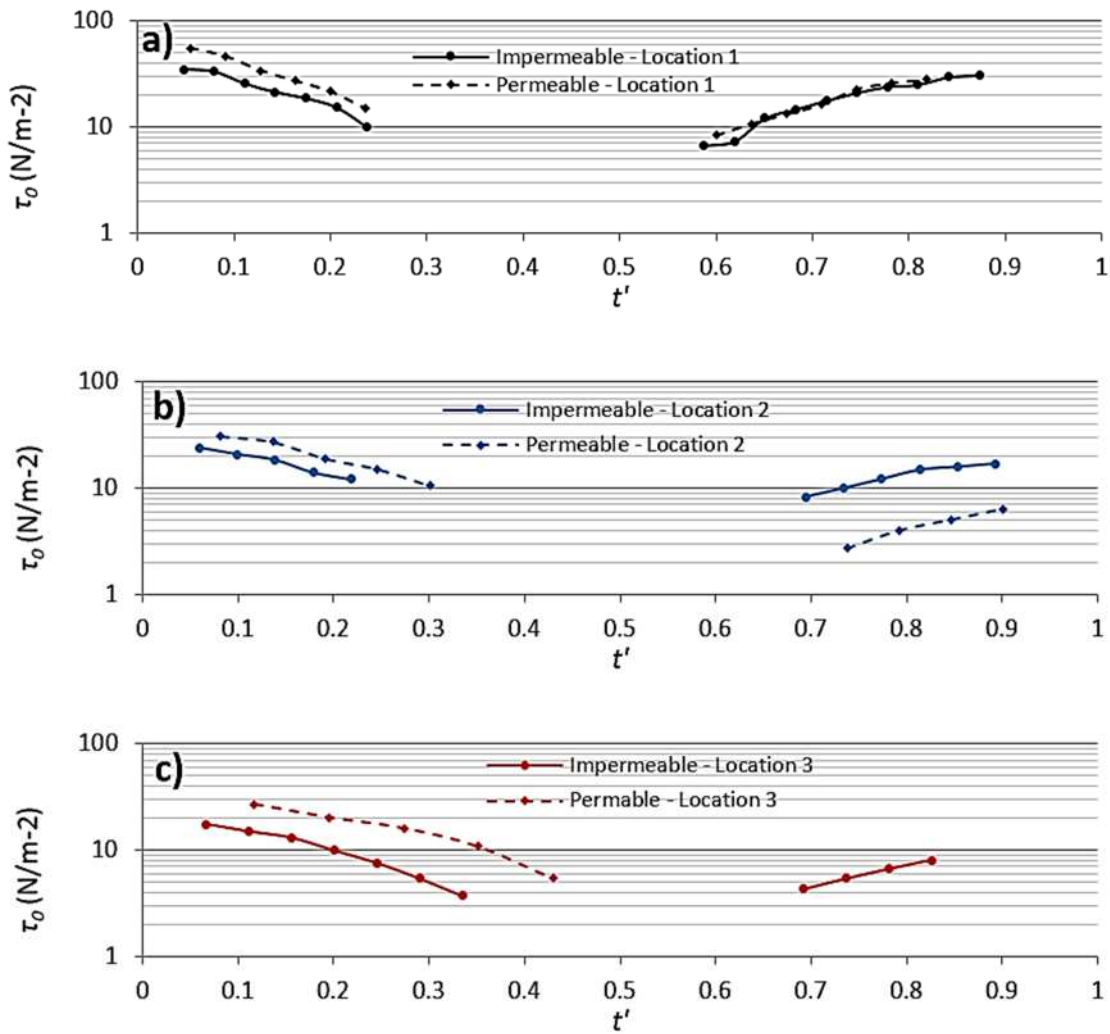 a)
100
10
1
τo (N/m-2)
Impermeable - Location 1
Permeable - Location 1
0 0.1 0.2 0.3 0.4 0.5 0.6 0.7 0.8 0.9 1
t'
b)
100
10
1
τo (N/m-2)
Impermeable - Location 2
Permeable - Location 2
0 0.1 0.2 0.3 0.4 0.5 0.6 0.7 0.8 0.9 1
t'
c)
100
10
1
τo (N/m-2)
Impermeable - Location 3
Permable - Location 3
0 0.1 0.2 0.3 0.4 0.5 0.6 0.7 0.8 0.9 1
t'